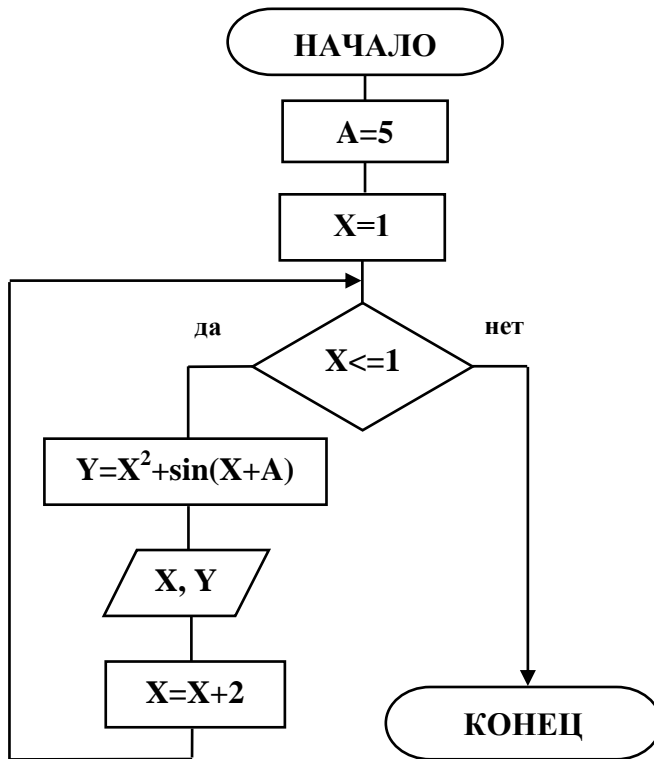 НАЧАЛО
A=5
X=1
да
нет
X<=1
Y=X²+sin(X+A)
X, Y
X=X+2
КОНЕЦ